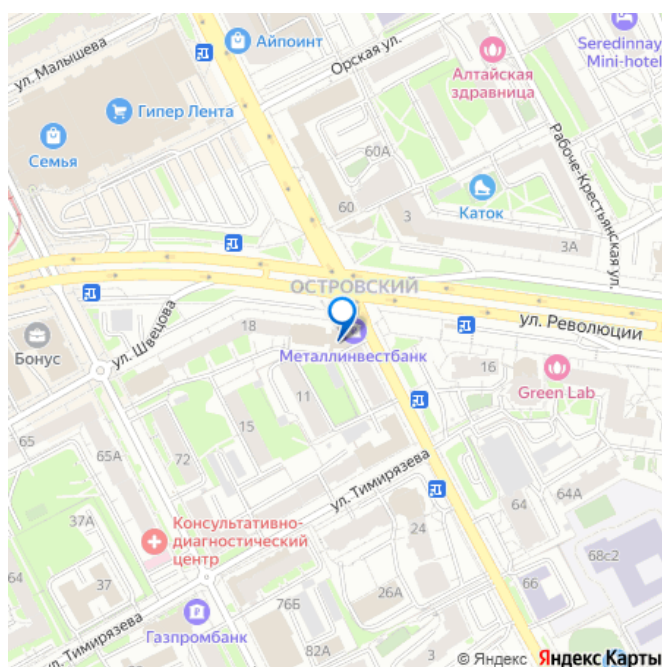 ул. Малышева
Айпоинт
Орская ул.
Seredinnay
Mini-hotel
Алтайская
здравница
Гипер Лента
Семья
60А
Рабоче-Крестьянская ул.
Каток
60
3
3А
ОСТРОВСКИЙ
ул. Революции
Бонус
ул. Швецова
18
Металлинвестбанк
16
Green Lab
11
15
65
65А
72
ул. Тимирязева
64
64А
37А
Консультативно-
диагностический
центр
24
68с2
64
37
66
26А
76Б
Газпромбанк
82А
ул. Тимирязева
© Яндекс Яндекс Карты